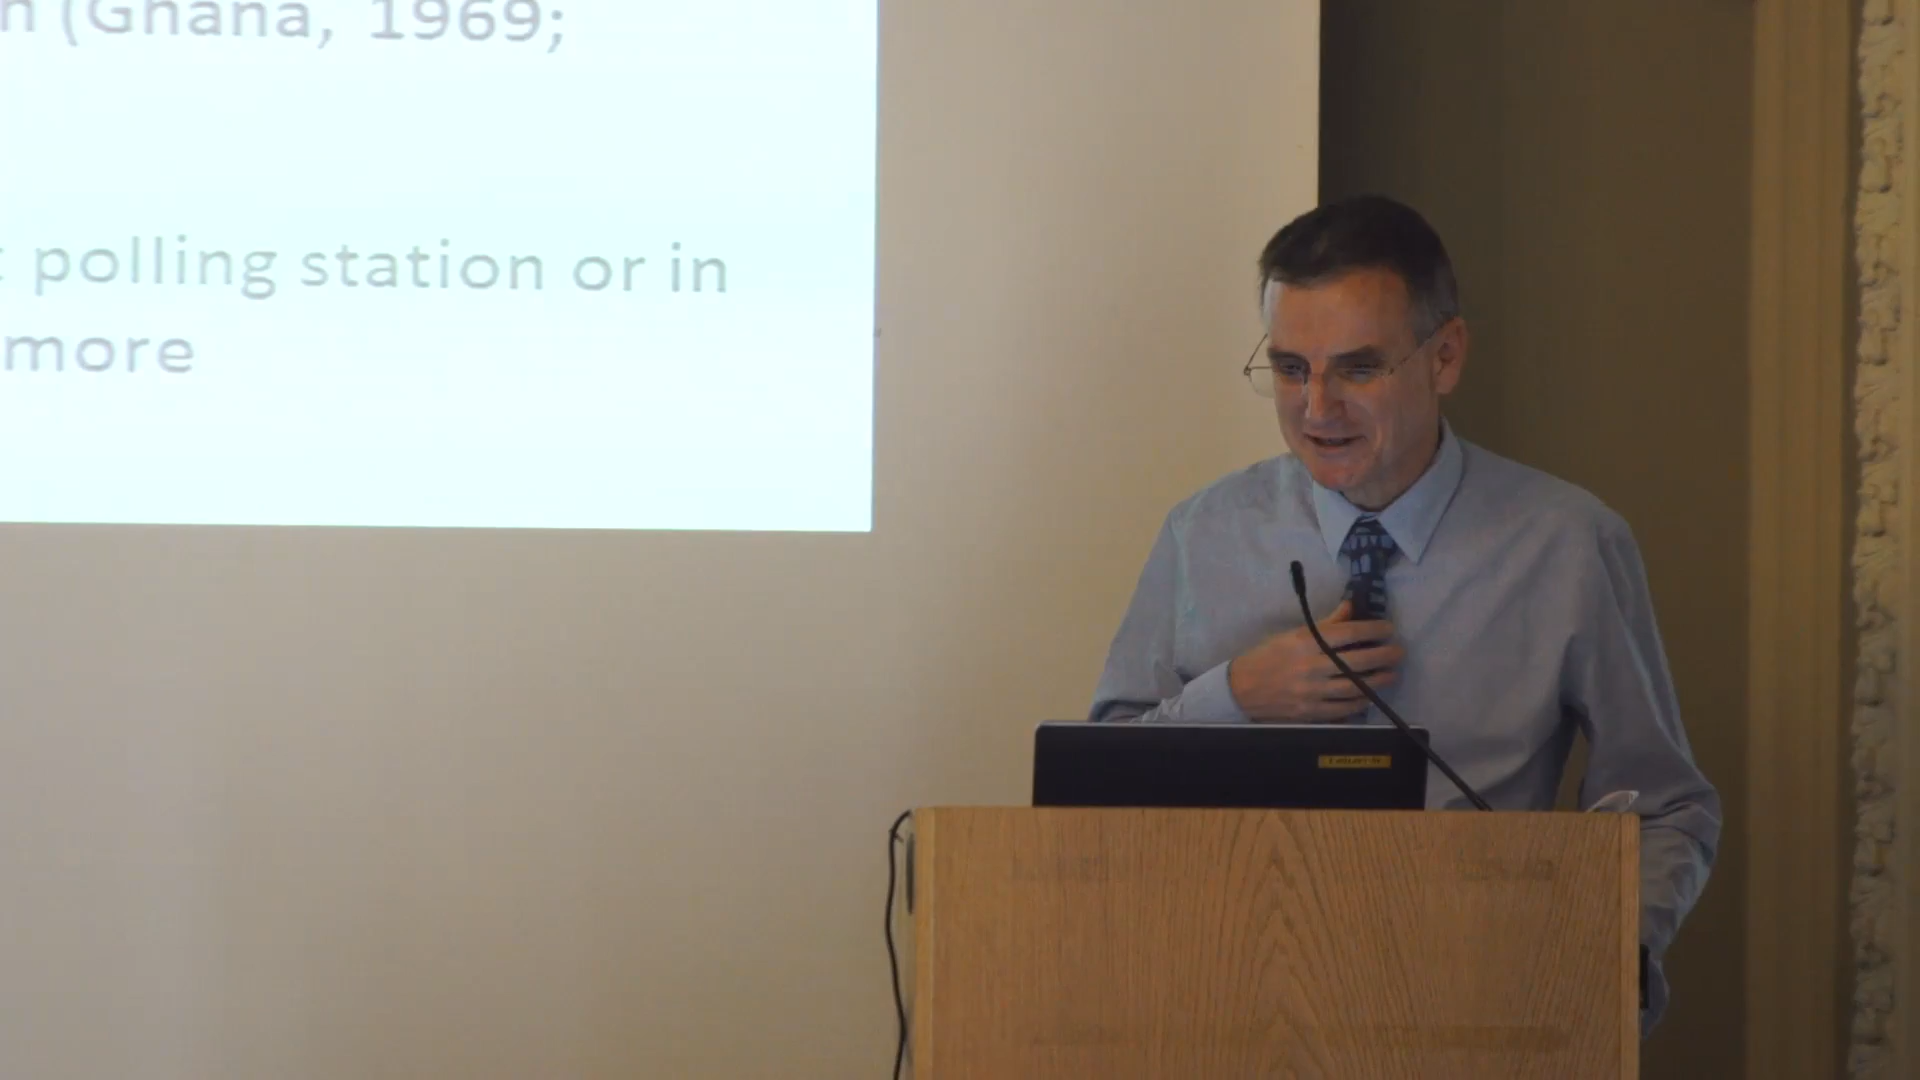 n (Ghana, 1969;
polling station or in
more